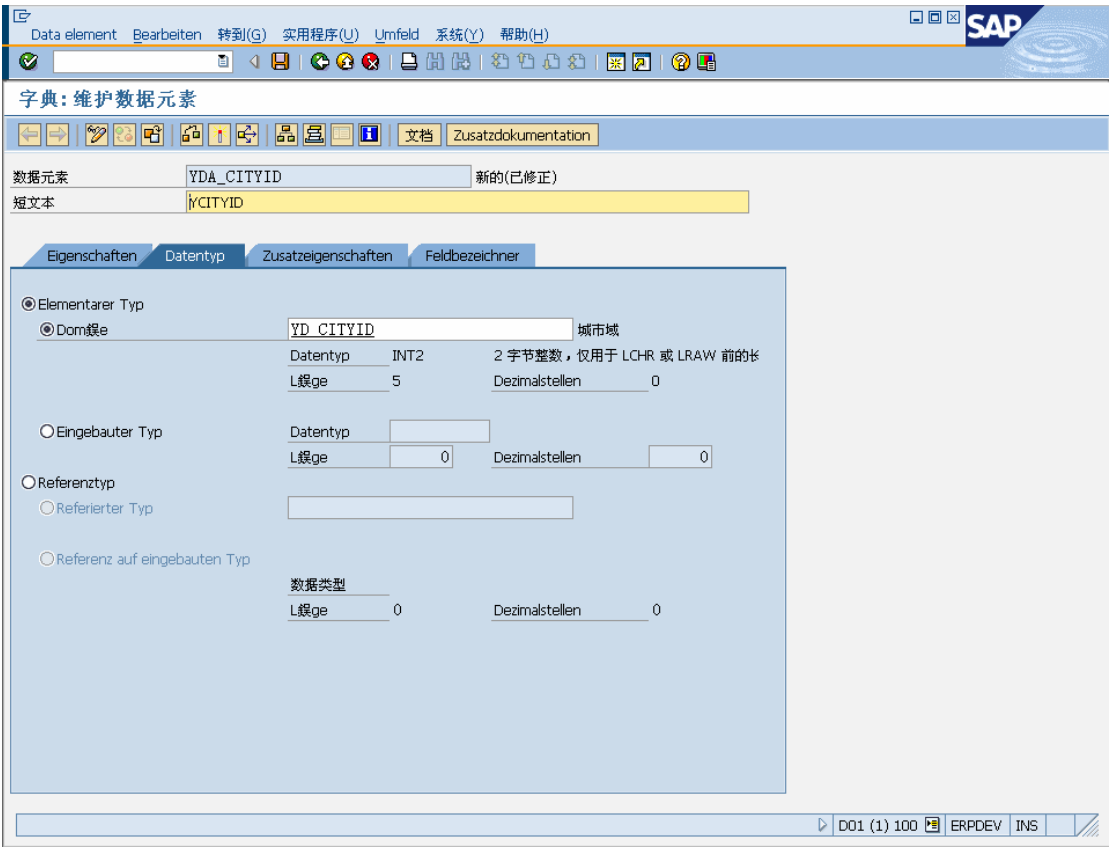 Data element Bearbeiten 转到(G) 实用程序(U) Umfeld 系统(Y) 帮助(H)
SAP
字典: 维护数据元素
文档 Zusatzdokumentation
数据元素 YDA_CITYID 新的(已修正)
短文本 YCITYID
Eigenschaften Datentyp Zusatzeigenschaften Feldbezeichner
Elementarer Typ
Dom鋘e YD_CITYID 城市域
Datentyp INT2 2 字节整数，仅用于 LCHR 或 LRAW 前的长
L鋘ge 5 Dezimalstellen 0
Eingebauter Typ Datentyp
L鋘ge 0 Dezimalstellen 0
Referenztyp
Referierter Typ
Referenz auf eingebauten Typ
数据类型
L鋘ge 0 Dezimalstellen 0
D01 (1) 100 ERPDEV INS